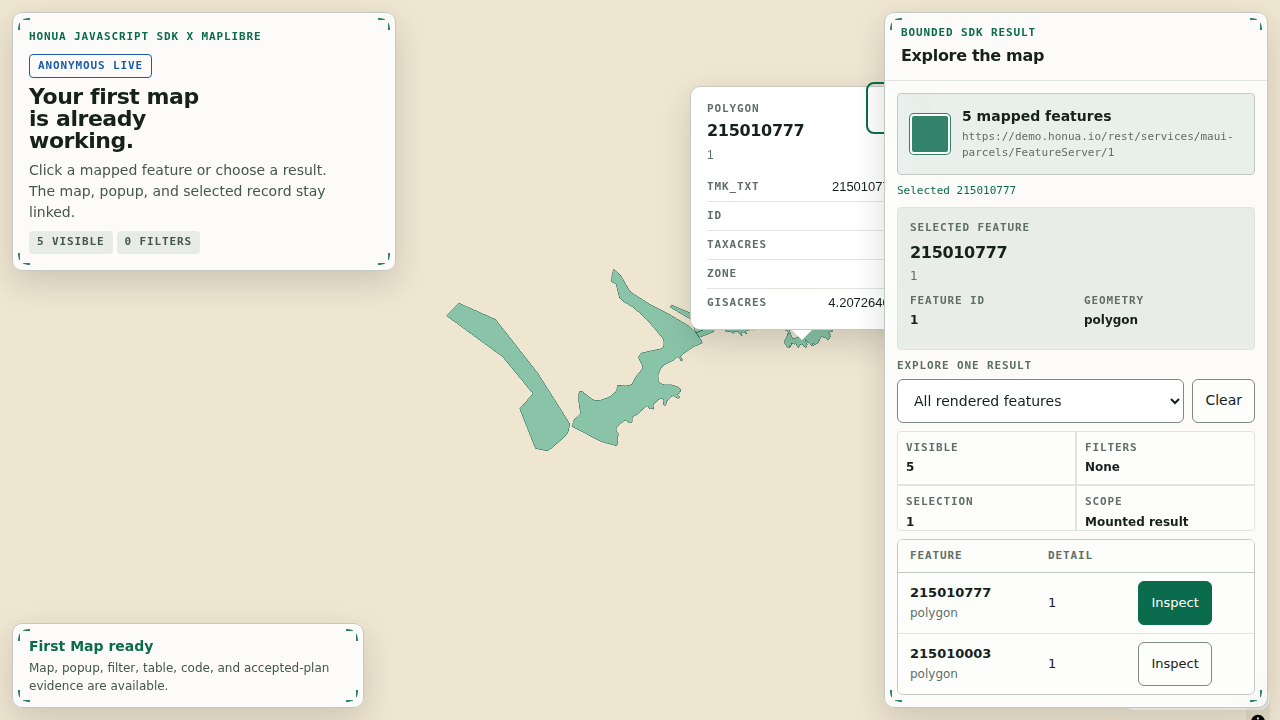 HONUA JAVASCRIPT SDK X MAPLIBRE
ANONYMOUS LIVE
Your first map
is already
working.
Click a mapped feature or choose a result.
The map, popup, and selected record stay
linked.
5 VISIBLE
0 FILTERS
POLYGON
215010777
1
TMK_TXT
ID
TAXACRES
ZONE
GISACRES
First Map ready
Map, popup, filter, table, code, and accepted-plan
evidence are available.
BOUNDED SDK RESULT
Explore the map
5 mapped features
https://demo.honua.io/rest/services/maui-
parcels/FeatureServer/1
Selected 215010777
SELECTED FEATURE
215010777
1
FEATURE ID
GEOMETRY
1
polygon
EXPLORE ONE RESULT
All rendered features
Clear
VISIBLE
FILTERS
5
None
SELECTION
SCOPE
1
Mounted result
FEATURE
DETAIL
215010777
polygon
1
Inspect
215010003
polygon
1
Inspect